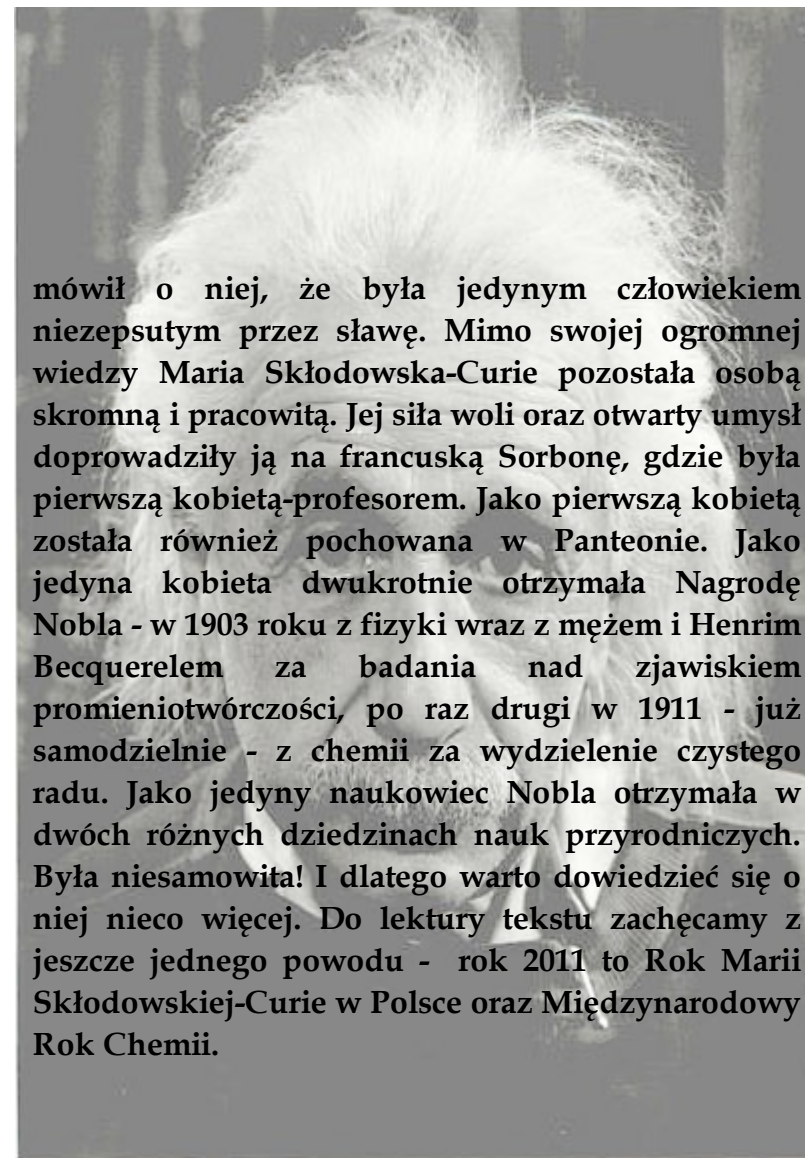 mówił o niej, że była jedynym człowiekiem
niezepsutym przez sławę. Mimo swojej ogromnej
wiedzy Maria Skłodowska-Curie pozostała osobą
skromną i pracowitą. Jej siła woli oraz otwarty umysł
doprowadziły ją na francuską Sorbonę, gdzie była
pierwszą kobietą-profesorem. Jako pierwszą kobietą
została również pochowana w Panteonie. Jako
jedyna kobieta dwukrotnie otrzymała Nagrodę
Nobla - w 1903 roku z fizyki wraz z mężem i Henrim
Becquerelem za badania nad zjawiskiem
promieniotwórczości, po raz drugi w 1911 - już
samodzielnie - z chemii za wydzielenie czystego
radu. Jako jedyny naukowiec Nobla otrzymała w
dwóch różnych dziedzinach nauk przyrodniczych.
Była niesamowita! I dlatego warto dowiedzieć się o
niej nieco więcej. Do lektury tekstu zachęcamy z
jeszcze jednego powodu - rok 2011 to Rok Marii
Skłodowskiej-Curie w Polsce oraz Międzynarodowy
Rok Chemii.